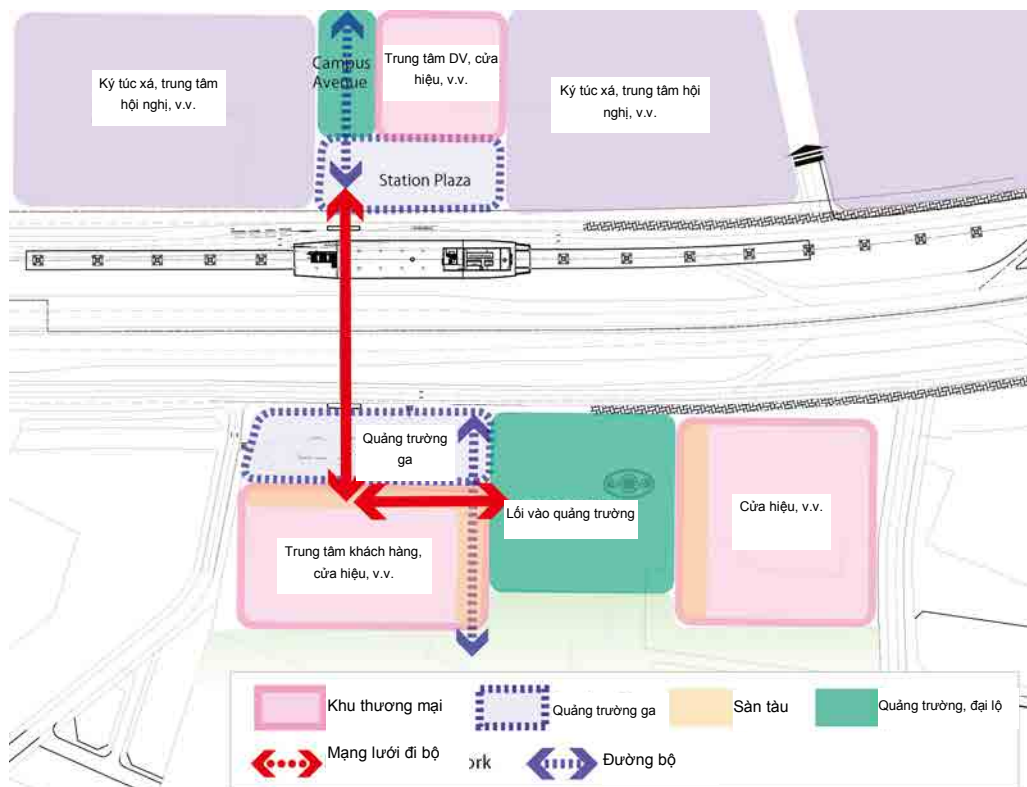 Ký túc xá, trung tâm
hội nghị, v.v.
Campus
Avenue
Trung tâm DV, cửa
hiệu, v.v.
Ký túc xá, trung tâm hội
nghị, v.v.
Station Plaza
Quảng trường
ga
Lối vào quảng trường
Cửa hiệu, v.v.
Trung tâm khách hàng,
cửa hiệu, v.v.
Khu thương mại
Quảng trường ga
Sàn tàu
Quảng trường, đại lộ
Mạng lưới đi bộ
ork
Đường bộ